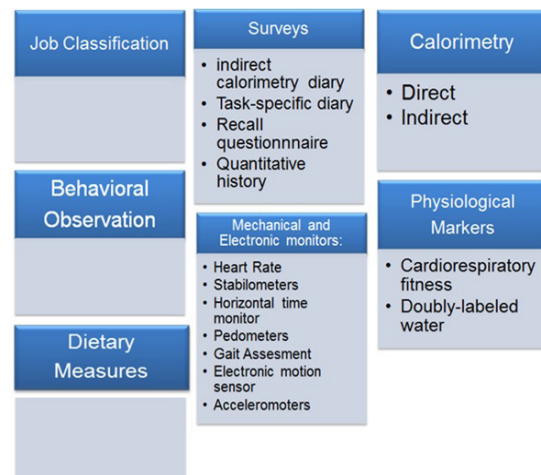 Job Classification
Behavioral
Observation
Dietary
Measures
Surveys
• indirect
calorimetry diary
• Task-specific diary
• Recall
questionnnaire
• Quantitative
history
Mechanical and
Electronic monitors:
• Heart Rate
• Stabilometers
• Horizontal time
monitor
• Pedometers
• Gait Assesment
• Electronic motion
sensor
• Acceleromoters
Calorimetry
• Direct
• Indirect
Physiological
Markers
• Cardiorespiratory
fitness
• Doubly-labeled
water